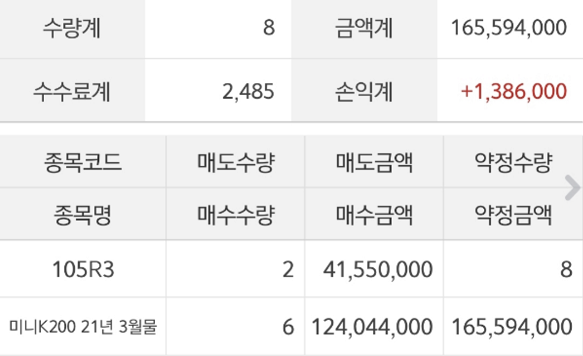 수량계 8 금액계 165,594,000
수수료계 2,485 손익계 +1,386,000
종목코드 매도수량 매도금액 약정수량
종목명 매수수량 매수금액 약정금액
105R3 2 41,550,000 8
미니K200 21년 3월물 6 124,044,000 165,594,000